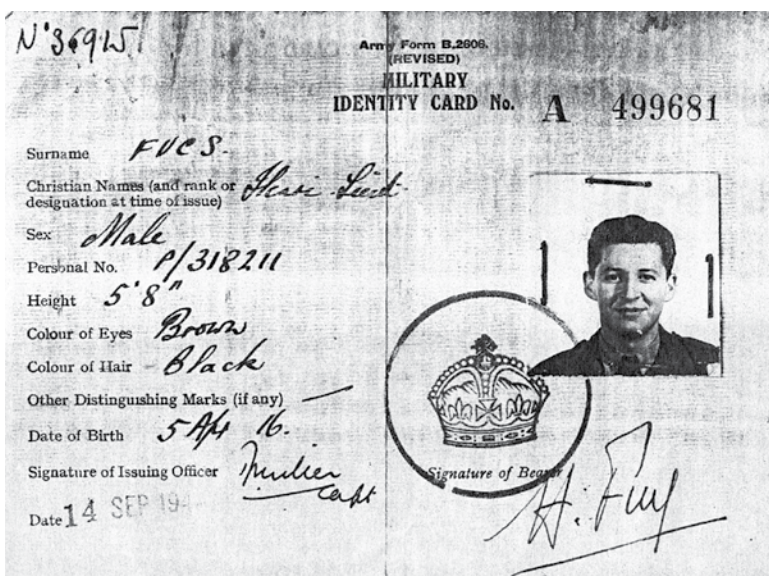 N° 36915
Army Form B.2606.
(REVISED)
MILITARY
IDENTITY CARD No. A 499681
Surname FUCS.
Christian Names (and rank or
designation at time of issue) Henri Lieut.
Sex Male
Personal No. P/318211
Height 5'8"
Colour of Eyes Brown
Colour of Hair Black
Other Distinguishing Marks (if any) —
Date of Birth 5 Apr 16.
Signature of Issuing Officer Capt
Signature of Bearer
Date 14 SEP 194
H. Fucs